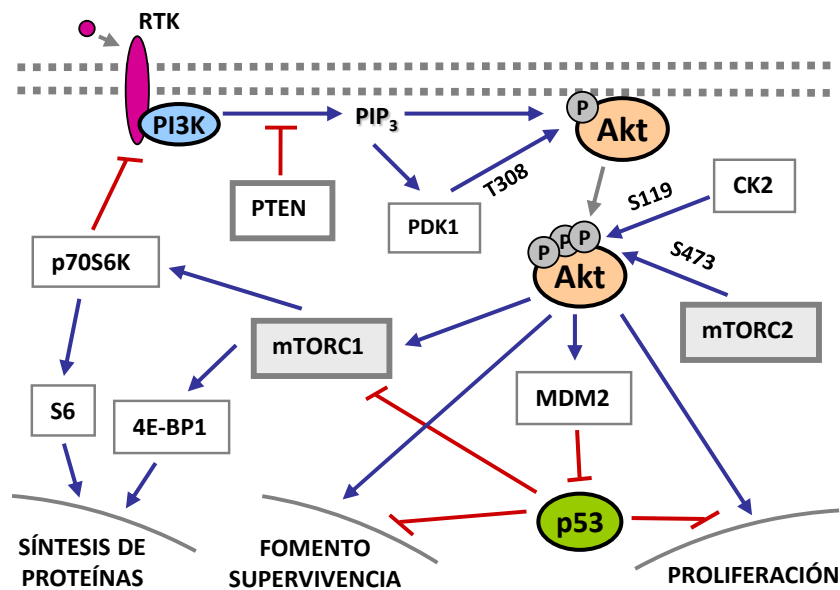 RTK
PI3K
PIP3
P
Akt
PTEN
PDK1
T308
S119
CK2
P
P
P
Akt
S473
p70S6K
mTORC1
mTORC2
S6
4E-BP1
MDM2
p53
SÍNTESIS DE
PROTEÍNAS
FOMENTO
SUPERVIVENCIA
PROLIFERACIÓN